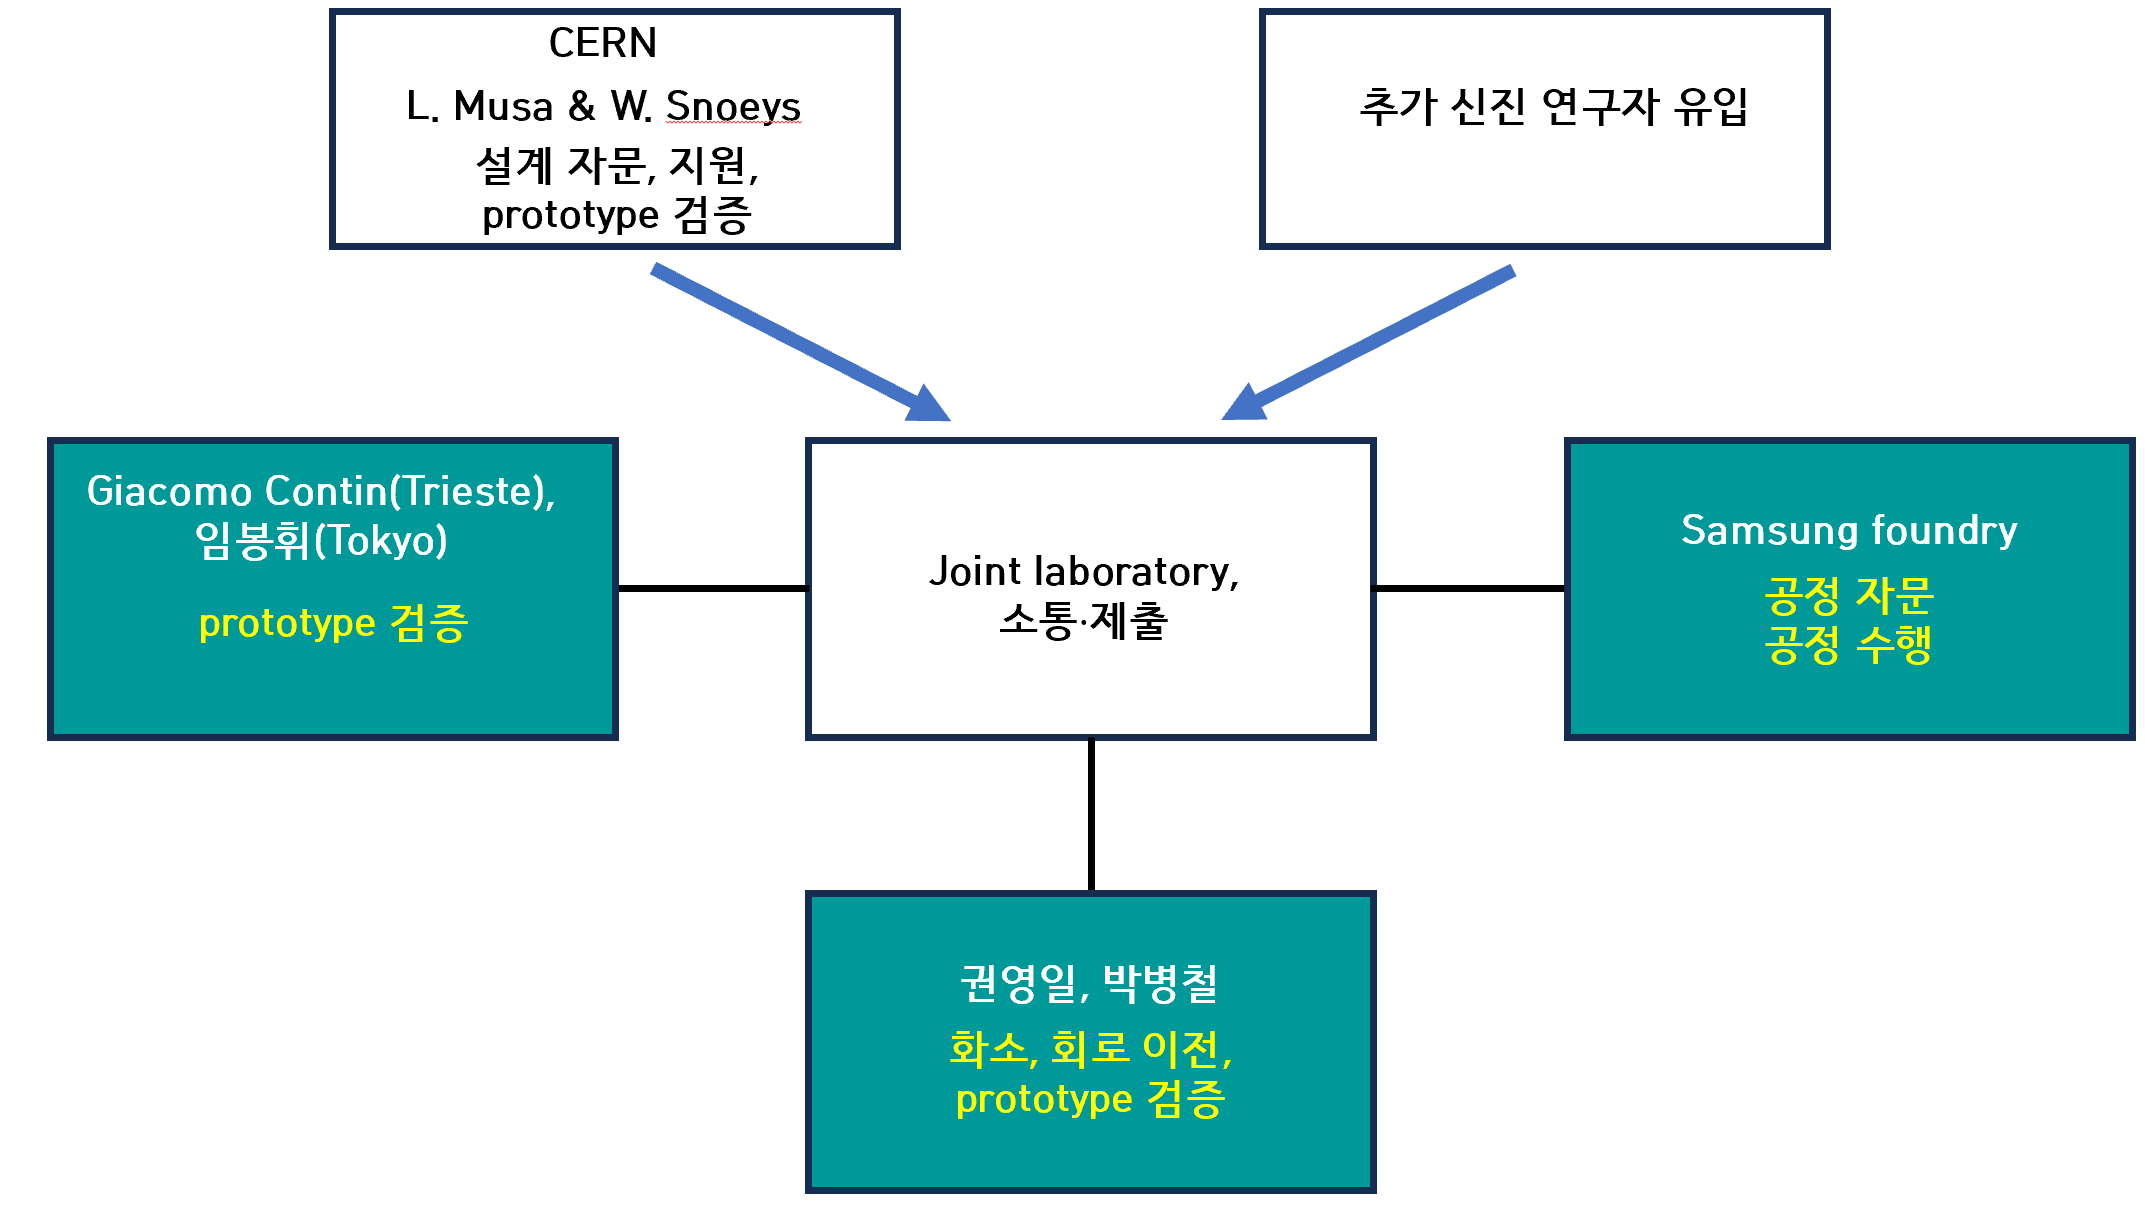 CERN
L. Musa & W. Snoeys
설계 자문, 지원,
prototype 검증
추가 신진 연구자 유입
Giacomo Contin(Trieste),
임봉휘(Tokyo)
prototype 검증
Joint laboratory,
소통·제출
Samsung foundry
공정 자문
공정 수행
권영일, 박병철
화소, 회로 이전,
prototype 검증